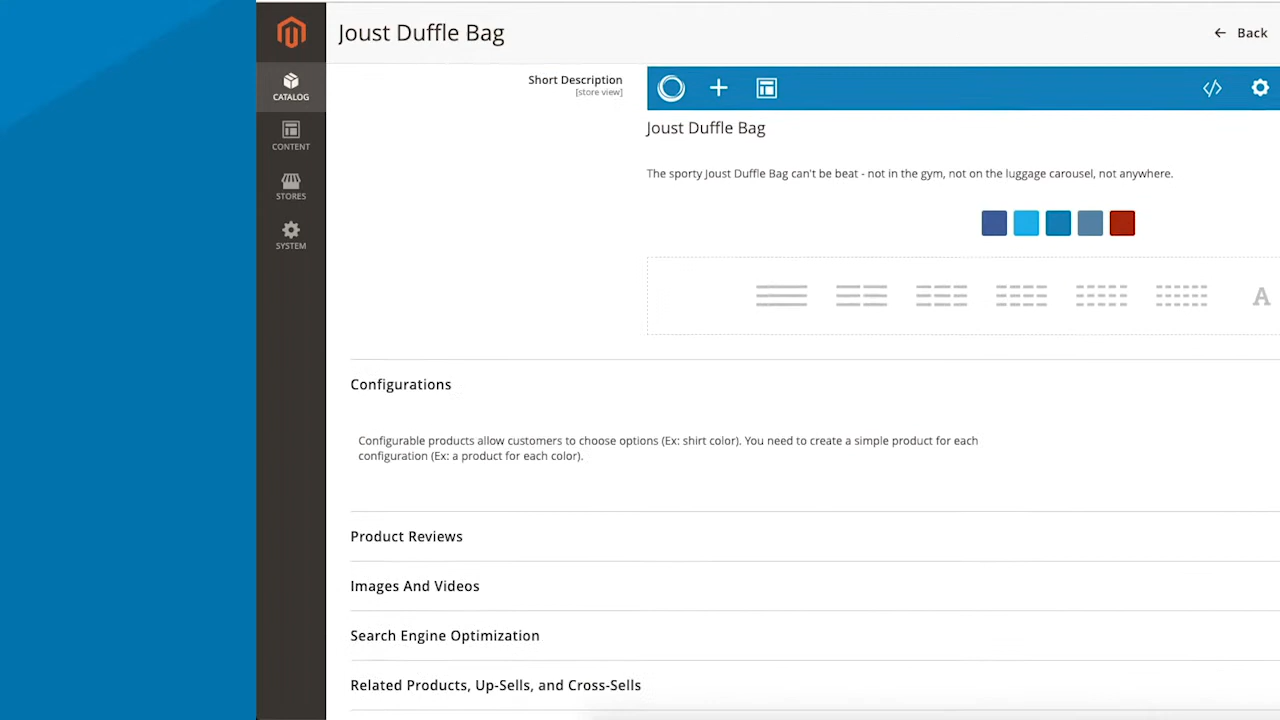 Joust Duffle Bag
Back
CATALOG
CONTENT
STORES
SYSTEM
Short Description
[store view]
Joust Duffle Bag
The sporty Joust Duffle Bag can't be beat - not in the gym, not on the luggage carousel, not anywhere.
A
Configurations
Configurable products allow customers to choose options (Ex: shirt color). You need to create a simple product for each
configuration (Ex: a product for each color).
Product Reviews
Images And Videos
Search Engine Optimization
Related Products, Up-Sells, and Cross-Sells